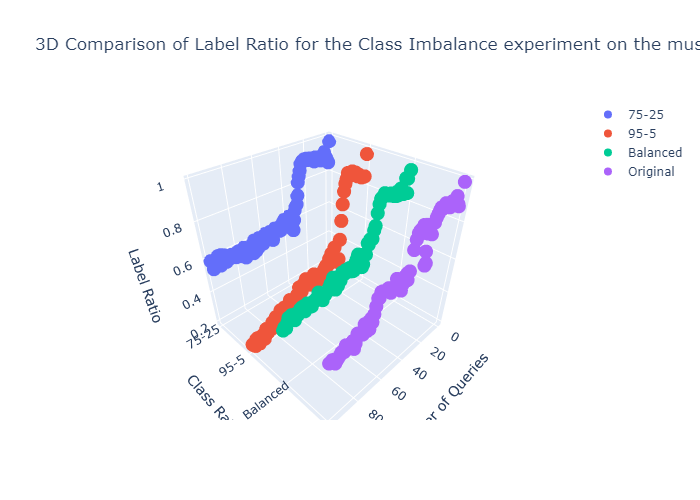 3D Comparison of Label Ratio for the Class Imbalance experiment on the mus
75-25
95-5
Balanced
Original
1
0.8
0.6
0.4
0.2
Label Ratio
75-25
95-5
Balanced
Class Ra
0
20
40
60
80
er of Queries